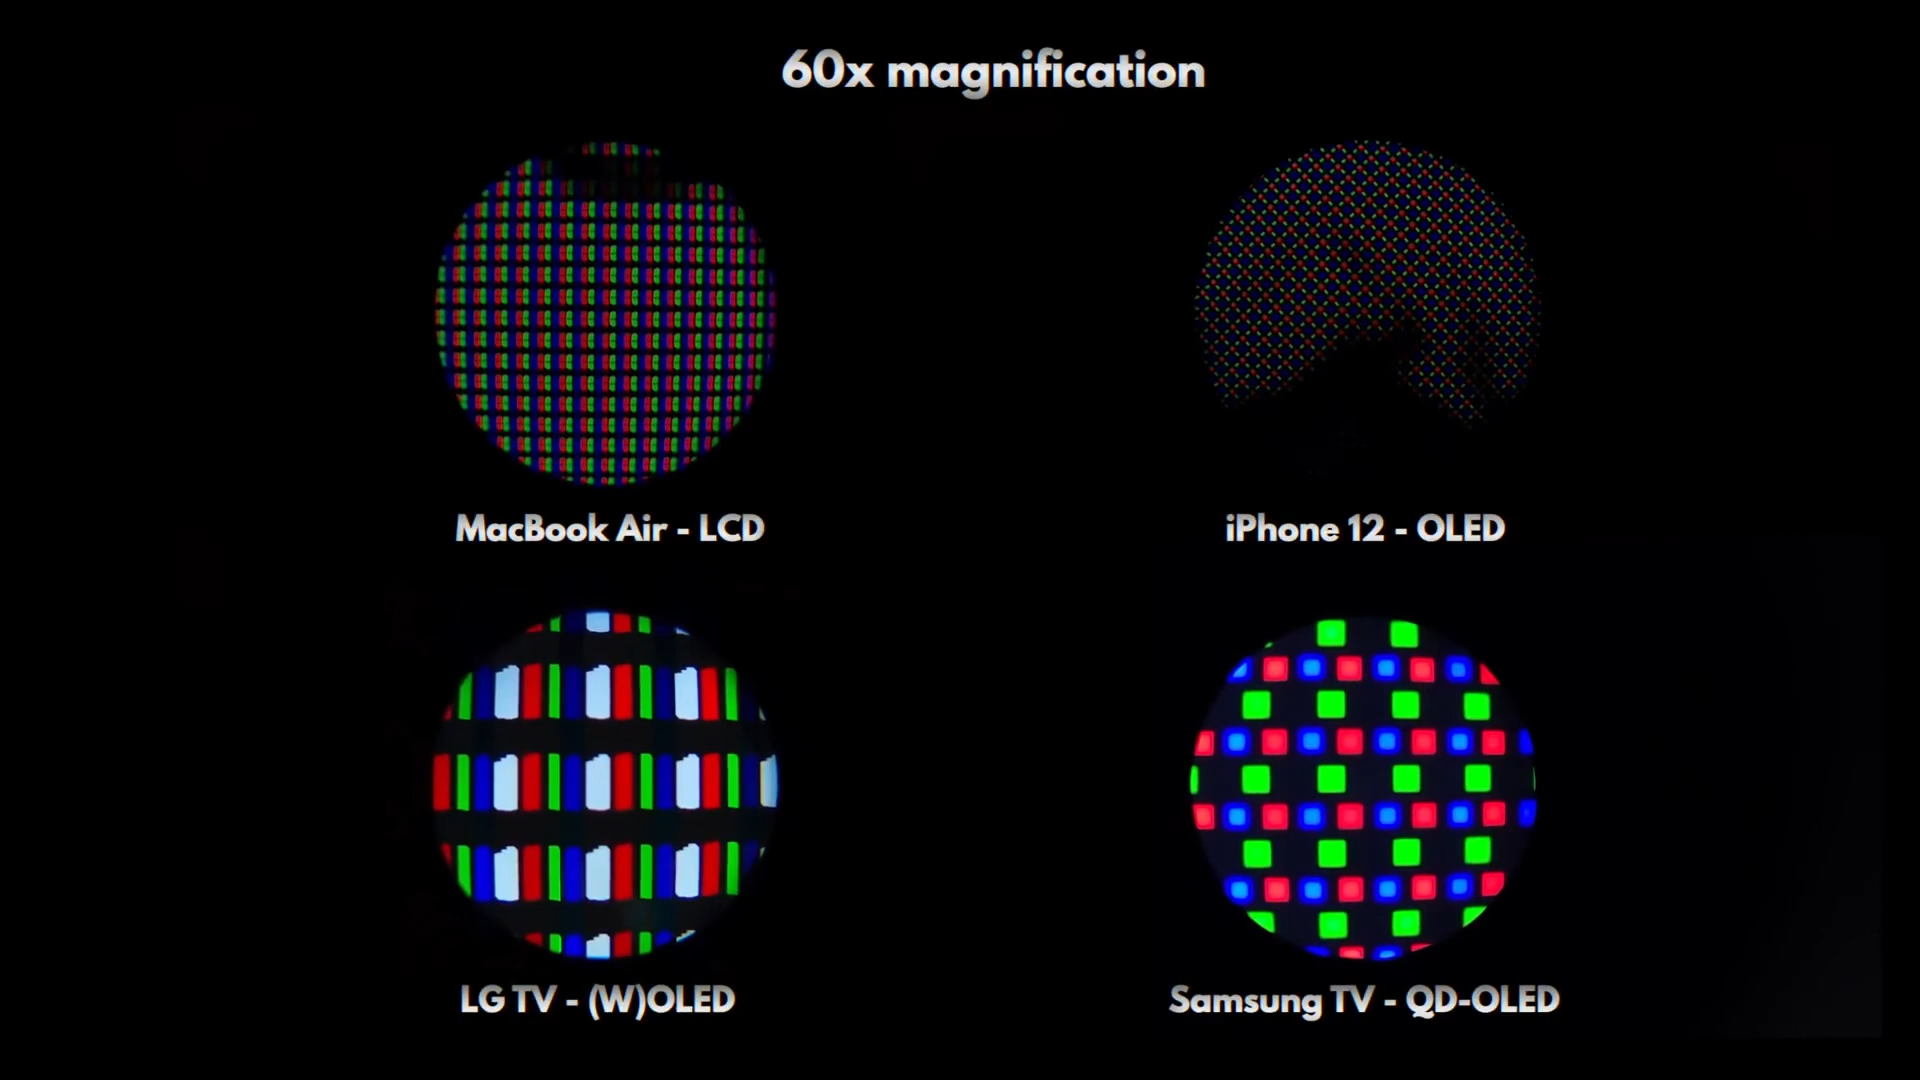 60x magnification
MacBook Air - LCD
iPhone 12 - OLED
LG TV - (W)OLED
Samsung TV - QD-OLED